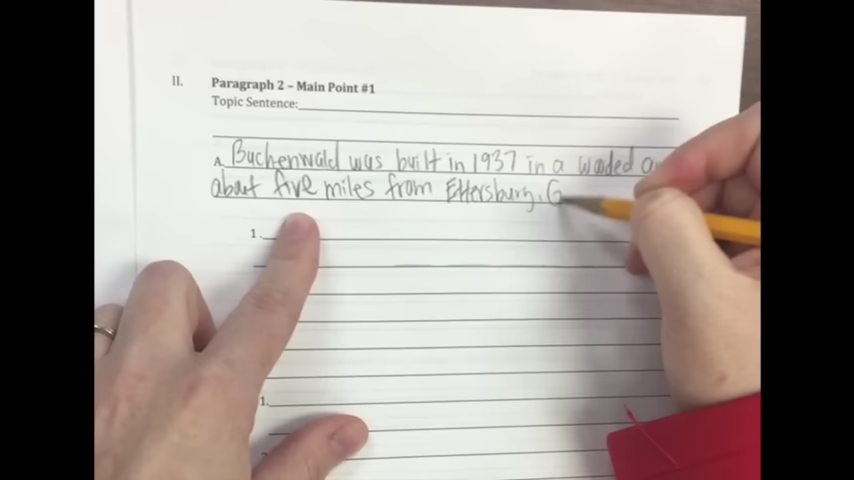 II. Paragraph 2 – Main Point #1
Topic Sentence:
A. Buchenwald was built in 1937 in a wooded a
about five miles from Ettersburg, G
1.
1.
2